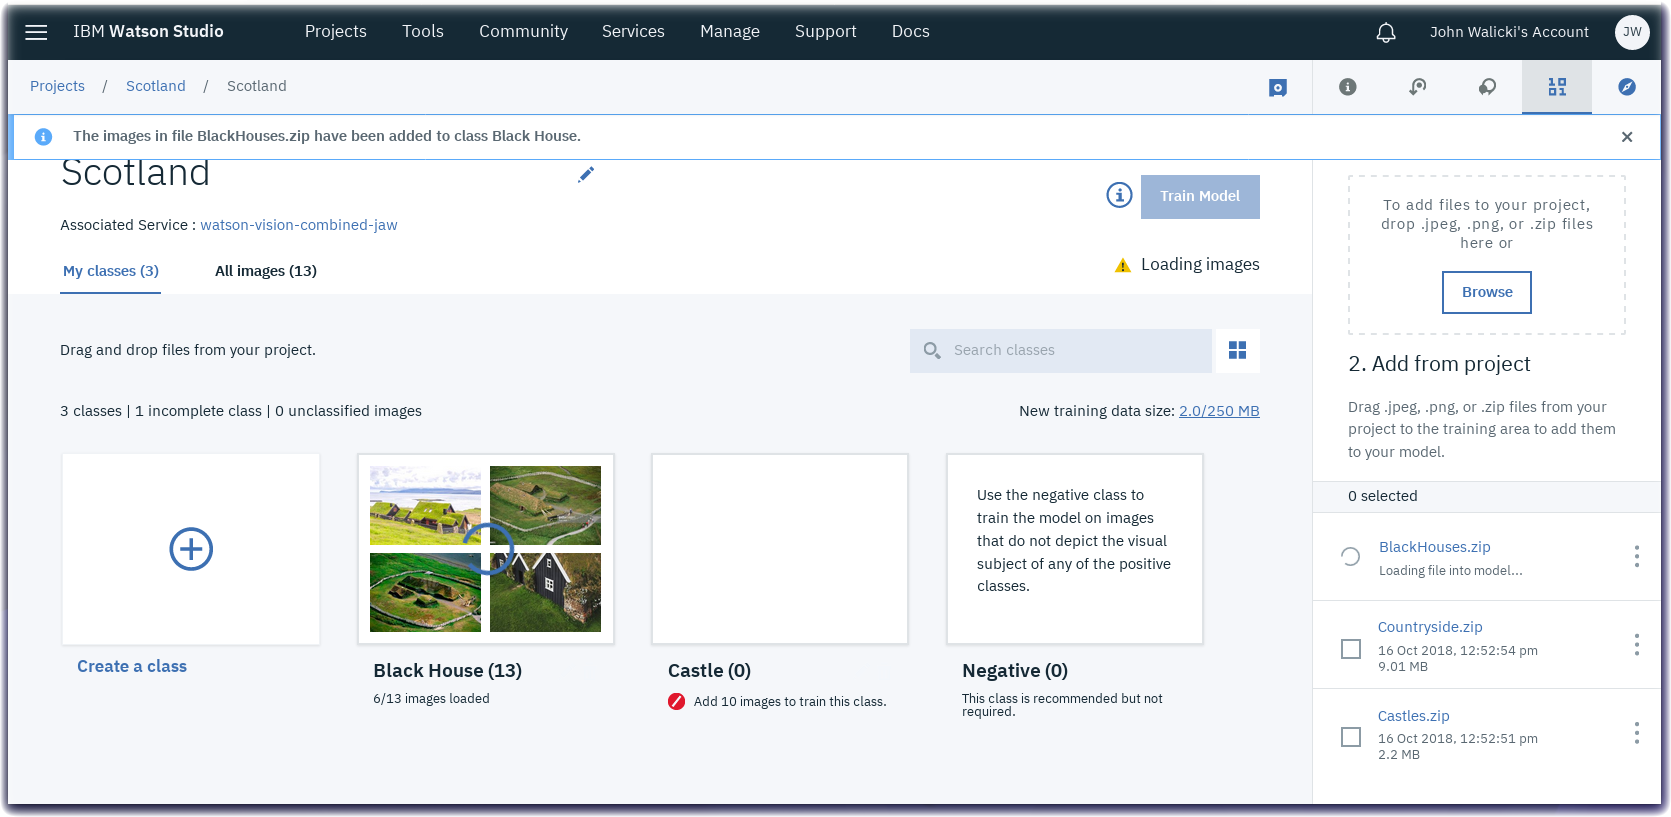 IBM Watson Studio Projects Tools Community Services Manage Support Docs John Walicki's Account JW
Projects / Scotland / Scotland
The images in file BlackHouses.zip have been added to class Black House.
Scotland
Train Model
Associated Service : watson-vision-combined-jaw
My classes (3) All images (13)
Loading images
Drag and drop files from your project.
Search classes
3 classes | 1 incomplete class | 0 unclassified images
New training data size: 2.0/250 MB
Create a class
Black House (13)
6/13 images loaded
Castle (0)
Add 10 images to train this class.
Use the negative class to
train the model on images
that do not depict the visual
subject of any of the positive
classes.
Negative (0)
This class is recommended but not
required.
To add files to your project,
drop .jpeg, .png, or .zip files
here or
Browse
2. Add from project
Drag .jpeg, .png, or .zip files from your
project to the training area to add them
to your model.
0 selected
BlackHouses.zip
Loading file into model...
Countryside.zip
16 Oct 2018, 12:52:54 pm
9.01 MB
Castles.zip
16 Oct 2018, 12:52:51 pm
2.2 MB